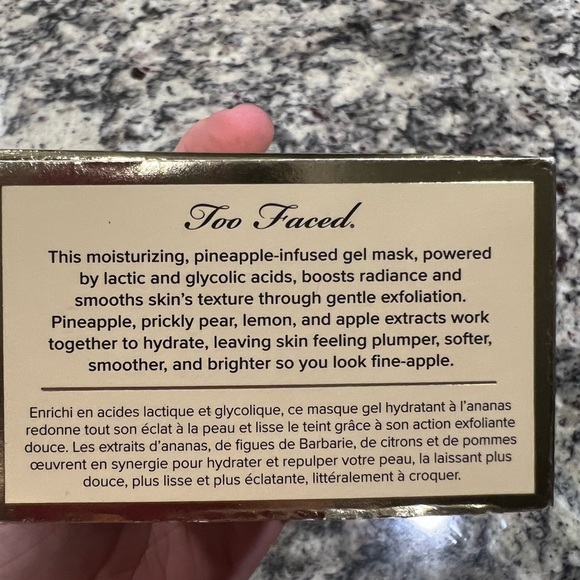 Too Faced.
This moisturizing, pineapple-infused gel mask, powered
by lactic and glycolic acids, boosts radiance and
smooths skin's texture through gentle exfoliation.
Pineapple, prickly pear, lemon, and apple extracts work
together to hydrate, leaving skin feeling plumper, softer,
smoother, and brighter so you look fine-apple.
Enrichi en acides lactique et glycolique, ce masque gel hydratant à l'ananas
redonne tout son éclat à la peau et lisse le teint grâce à son action exfoliante
douce. Les extraits d'ananas, de figues de Barbarie, de citrons et de pommes
œuvrent en synergie pour hydrater et repulper votre peau, la laissant plus
douce, plus lisse et plus éclatante, littéralement à croquer.